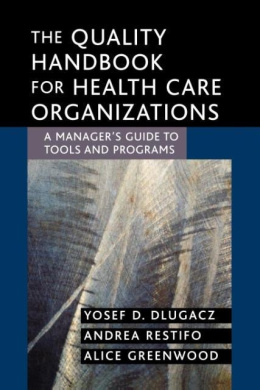 THE QUALITY
HANDBOOK
FOR HEALTH CARE
ORGANIZATIONS
A MANAGER'S GUIDE TO
TOOLS AND PROGRAMS
YOSEF D. DLUGACZ
ANDREA RESTIFO
ALICE GREENWOOD